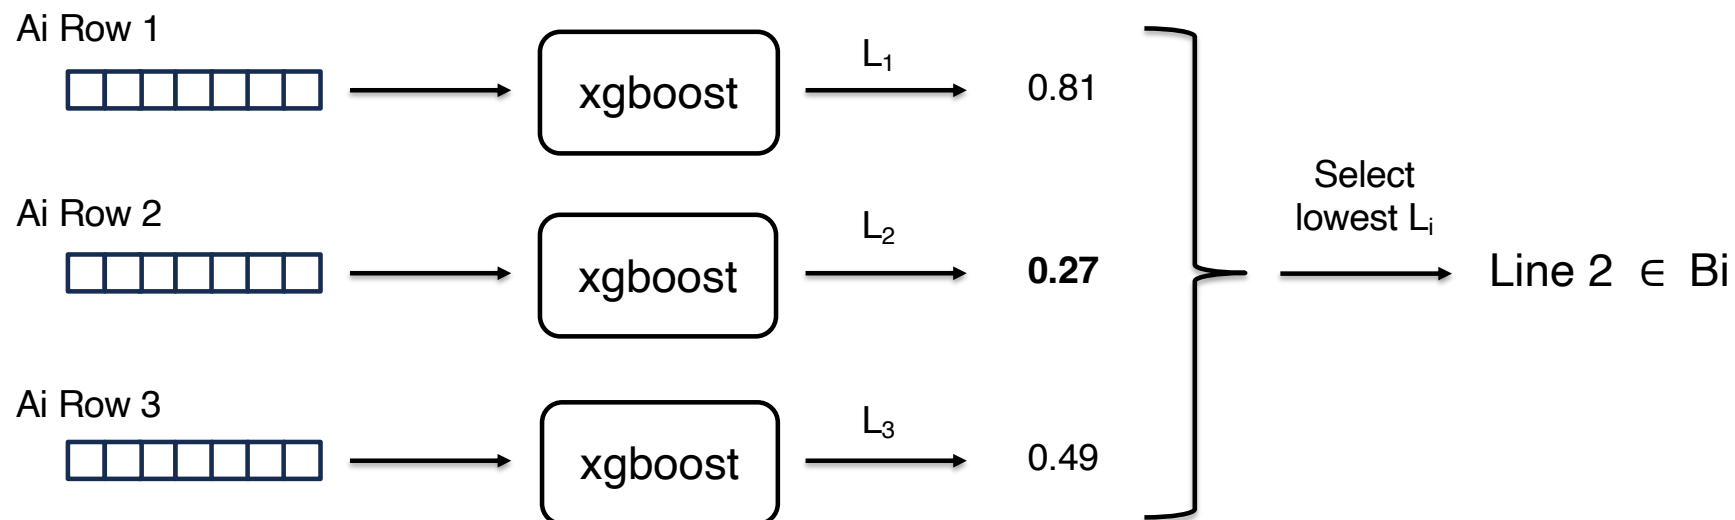 Ai Row 1
xgboost
L₁
0.81
Ai Row 2
xgboost
L₂
0.27
Ai Row 3
xgboost
L₃
0.49
Select
lowest Lᵢ
Line 2 ∈ Bi